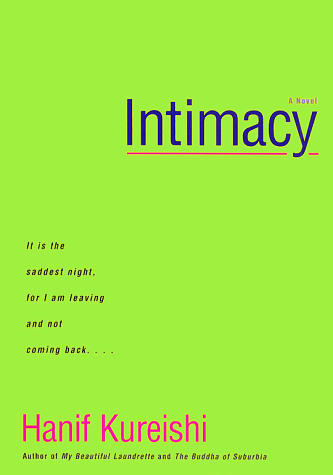 A Novel
Intimacy
It is the
saddest night,
for I am leaving
and not
coming back. . . .
Hanif Kureishi
Author of My Beautiful Laundrette and The Buddha of Suburbia